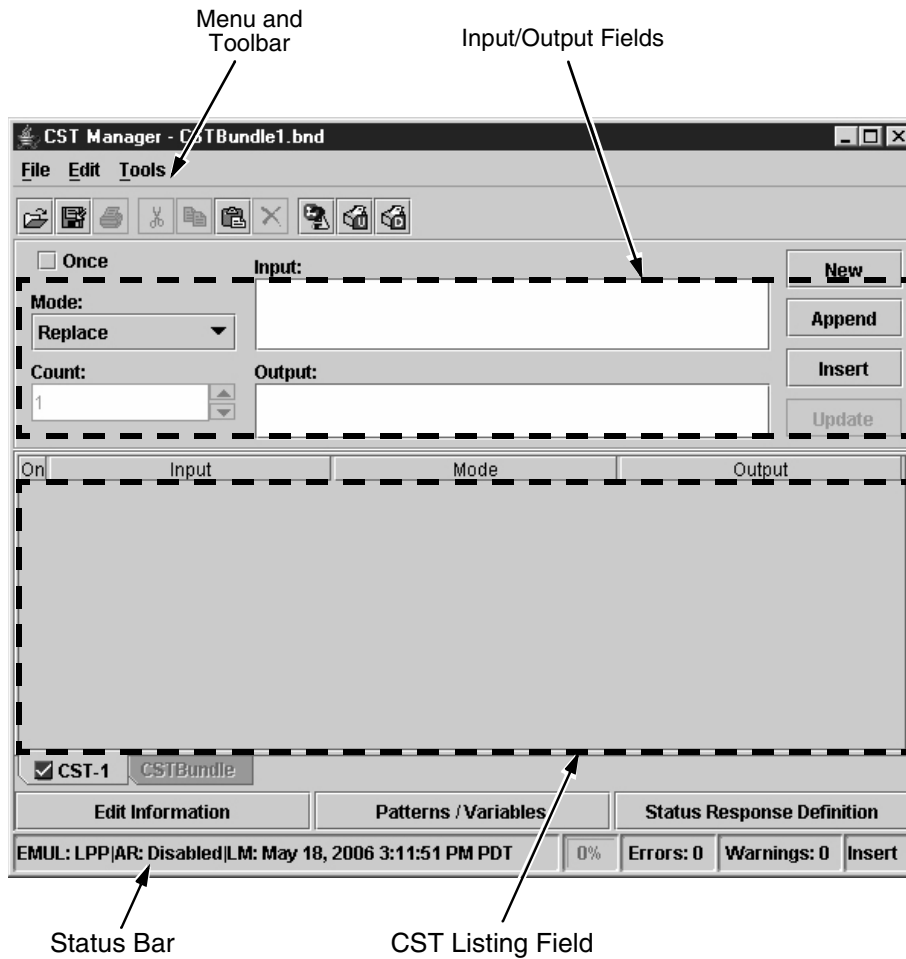 Menu and
Toolbar
Input/Output Fields
CST Manager - CSTBundle1.bnd
File Edit Tools
Once
Input:
New
Mode:
Replace
Append
Count:
Output:
Insert
1
Update
On Input Mode Output
CST-1 CSTBundle
Edit Information Patterns / Variables Status Response Definition
EMUL: LPP|AR: Disabled|LM: May 18, 2006 3:11:51 PM PDT 0% Errors: 0 Warnings: 0 Insert
Status Bar
CST Listing Field